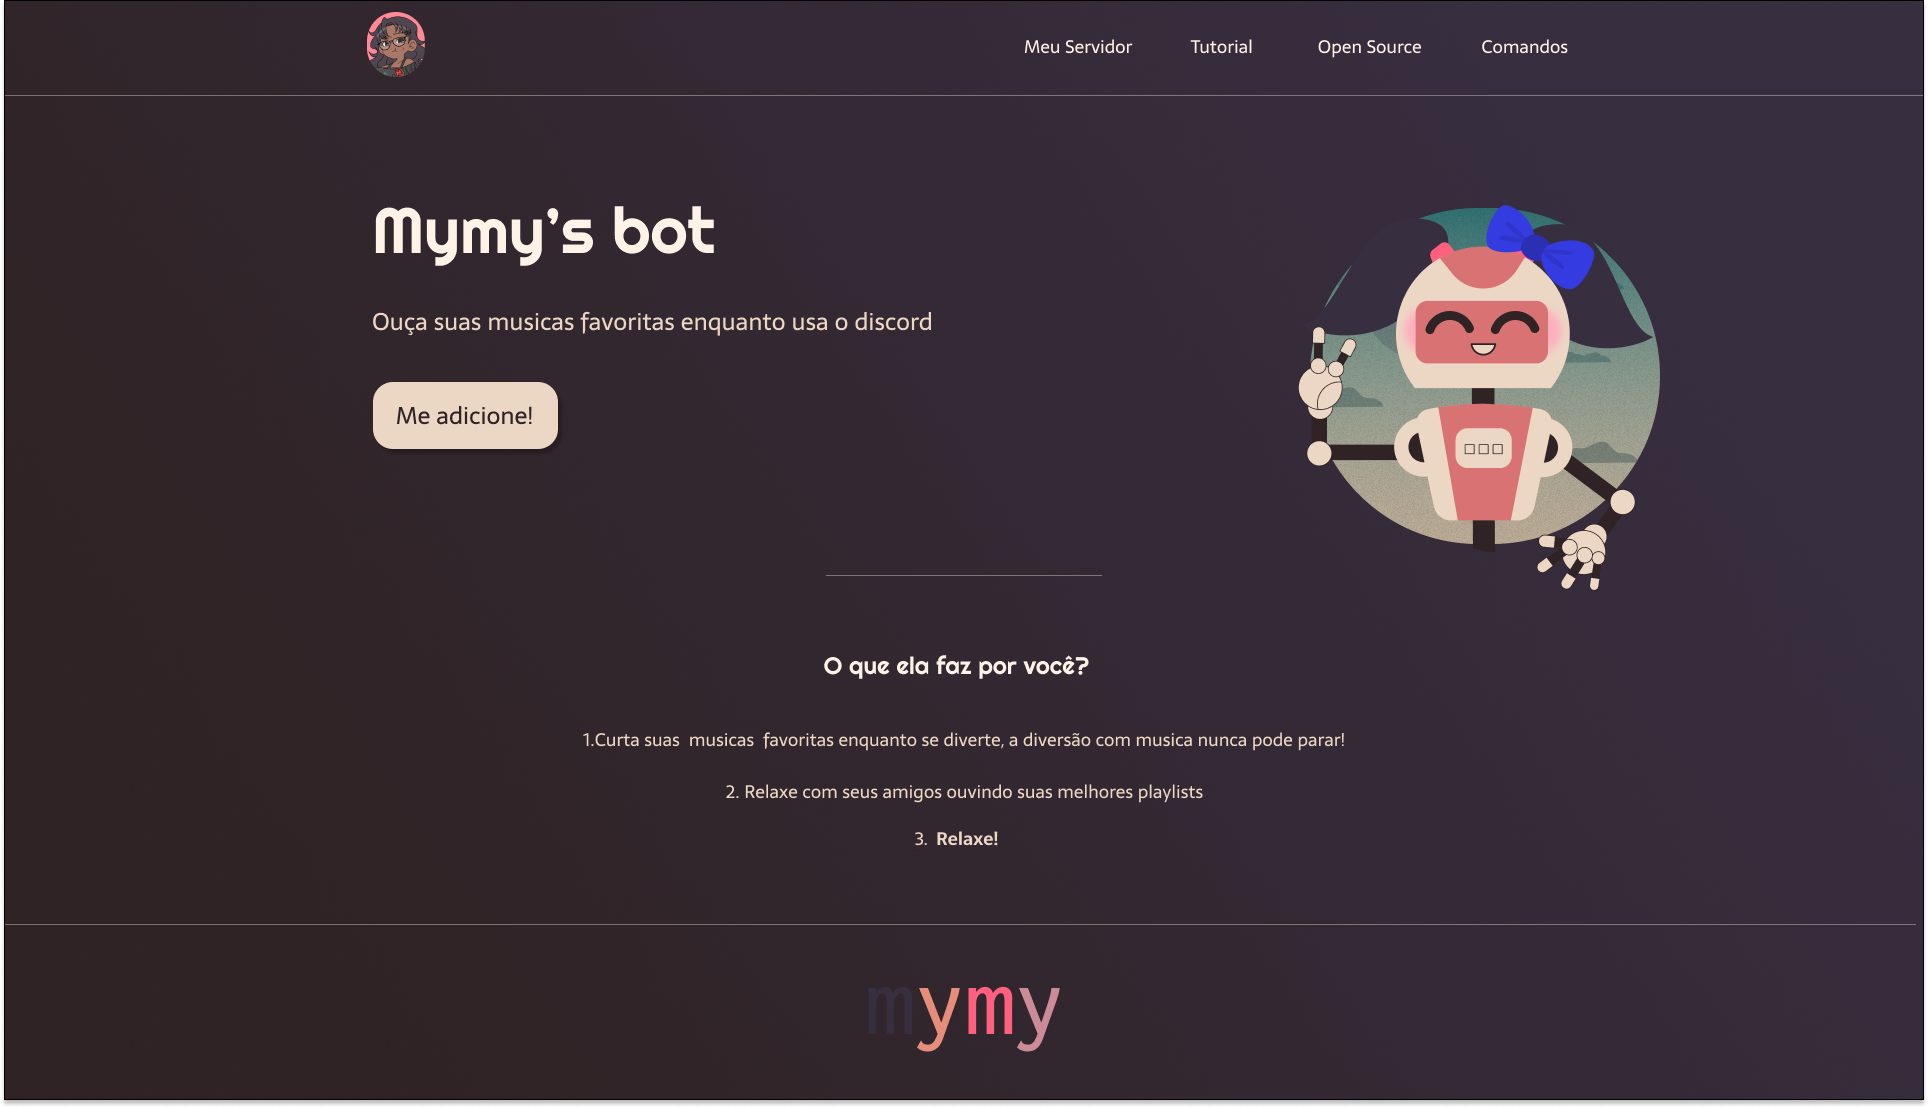 Meu Servidor Tutorial Open Source Comandos
Mymy's bot
Ouça suas musicas favoritas enquanto usa o discord
Me adicione!
O que ela faz por você?
1.Curta suas  musicas  favoritas enquanto se diverte, a diversão com musica nunca pode parar!
2. Relaxe com seus amigos ouvindo suas melhores playlists
3.  Relaxe!
mymy